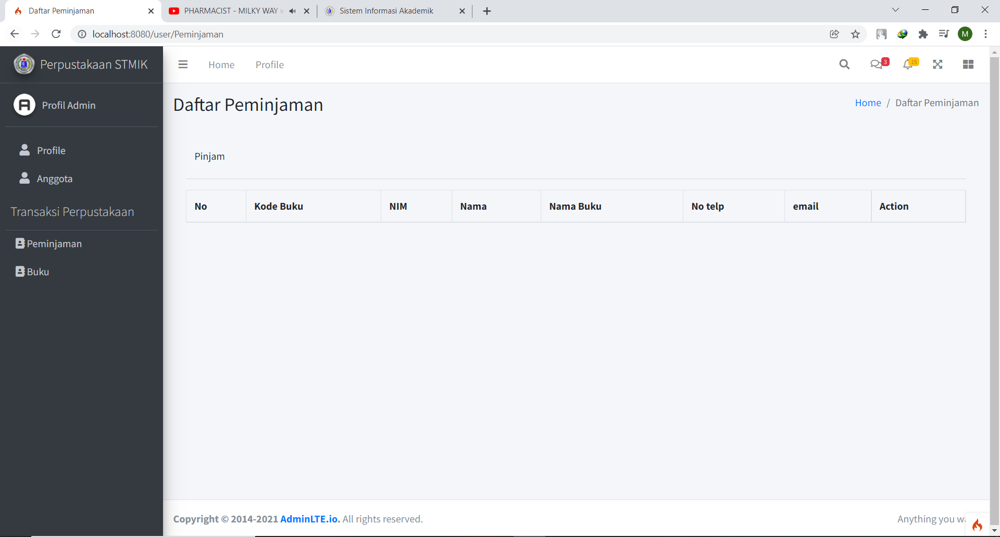 Daftar Peminjaman
PHARMACIST - MILKY WAY
Sistem Informasi Akademik
localhost:8080/user/Peminjaman
M
Perpustakaan STMIK
Home
Profile
3
15
A
Profil Admin
Daftar Peminjaman
Home / Daftar Peminjaman
Profile
Pinjam
Anggota
Transaksi Perpustakaan
No Kode Buku NIM Nama Nama Buku No telp email Action
Peminjaman
Buku
Copyright © 2014-2021 AdminLTE.io. All rights reserved.
Anything you